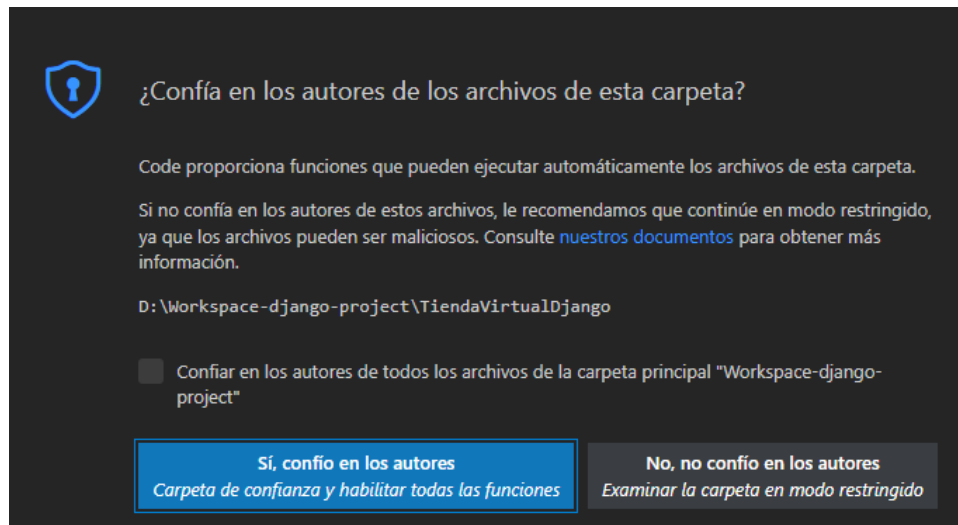 ¿Confía en los autores de los archivos de esta carpeta?
Code proporciona funciones que pueden ejecutar automáticamente los archivos de esta carpeta.
Si no confía en los autores de estos archivos, le recomendamos que continúe en modo restringido,
ya que los archivos pueden ser maliciosos. Consulte nuestros documentos para obtener más
información.
D:\Workspace-django-project\TiendaVirtualDjango
Confiar en los autores de todos los archivos de la carpeta principal "Workspace-django-
project"
Sí, confío en los autores
Carpeta de confianza y habilitar todas las funciones
No, no confío en los autores
Examinar la carpeta en modo restringido